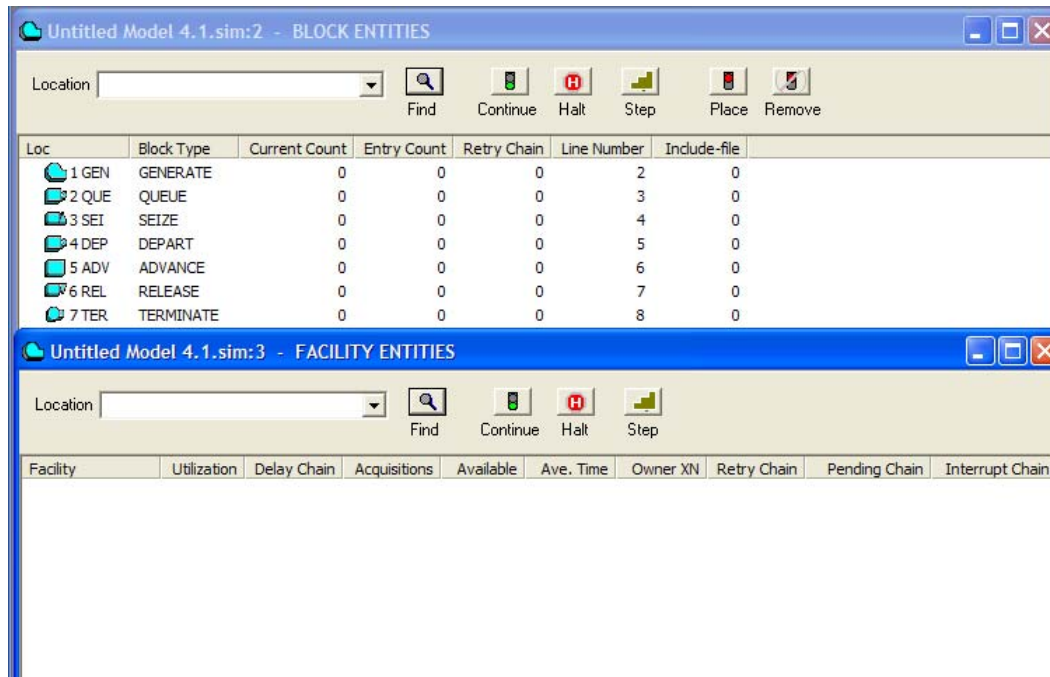 Untitled Model 4.1.sim:2 - BLOCK ENTITIES
Location
Find Continue Halt Step Place Remove
Loc Block Type Current Count Entry Count Retry Chain Line Number Include-file
1 GEN GENERATE 0 0 0 2 0
2 QUE QUEUE 0 0 0 3 0
3 SEI SEIZE 0 0 0 4 0
4 DEP DEPART 0 0 0 5 0
5 ADV ADVANCE 0 0 0 6 0
6 REL RELEASE 0 0 0 7 0
7 TER TERMINATE 0 0 0 8 0
Untitled Model 4.1.sim:3 - FACILITY ENTITIES
Location
Find Continue Halt Step
Facility Utilization Delay Chain Acquisitions Available Ave. Time Owner XN Retry Chain Pending Chain Interrupt Chain